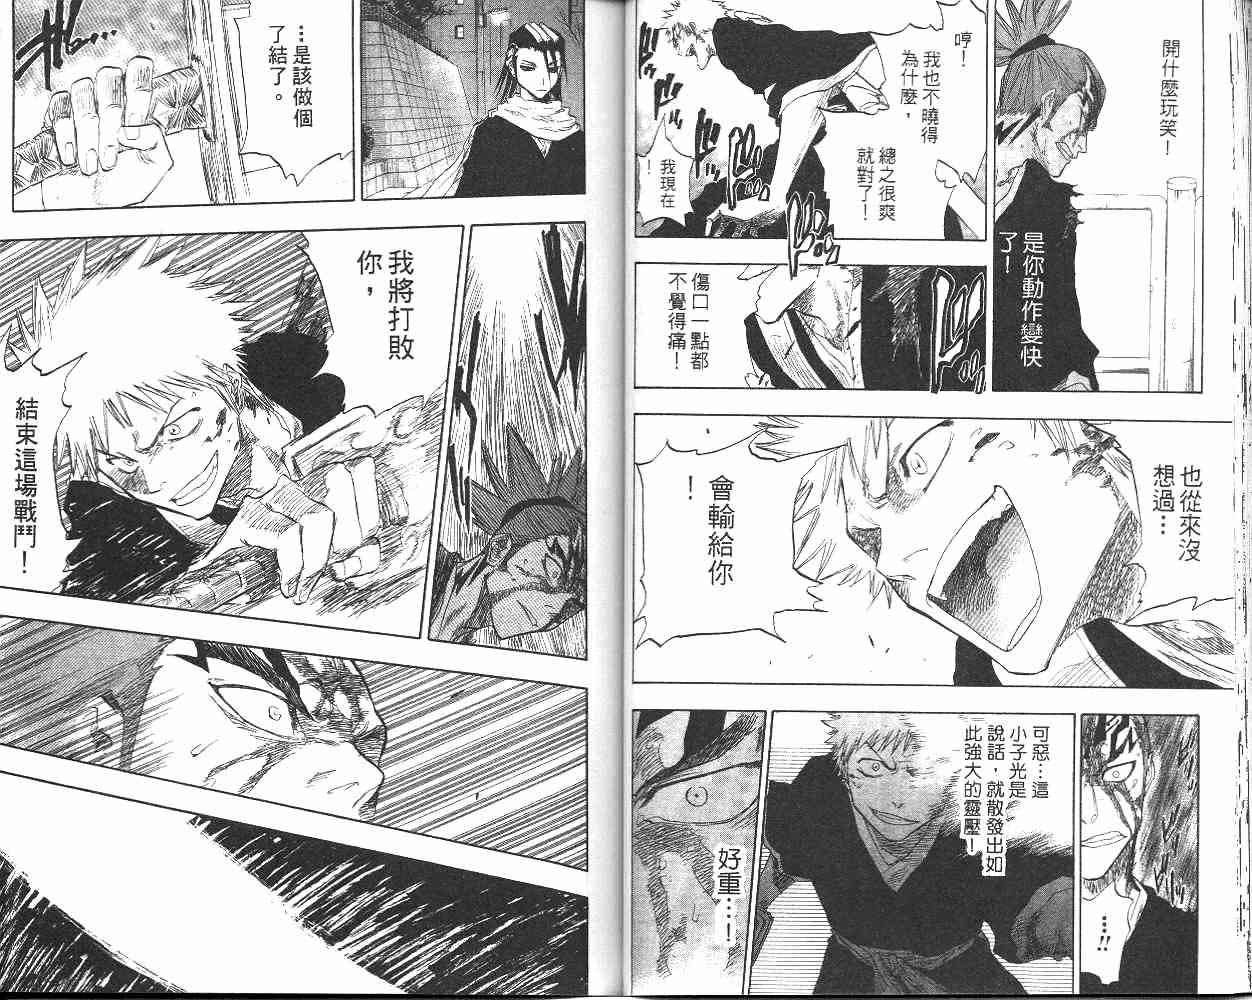 開什麼玩笑！
是你動作變快
了！
哼！
我也不曉得
為什麼，
總之很爽
就對了！
我現在
！
傷口一點都
不覺得痛！
也從來沒
想過…
會輸給你
！
…!!
可惡…這
小子光是
說話，就散發出如
此強大的靈壓！
好重…！
…是該做個
了結了。
我將打敗
你，
結束這場戰鬥！